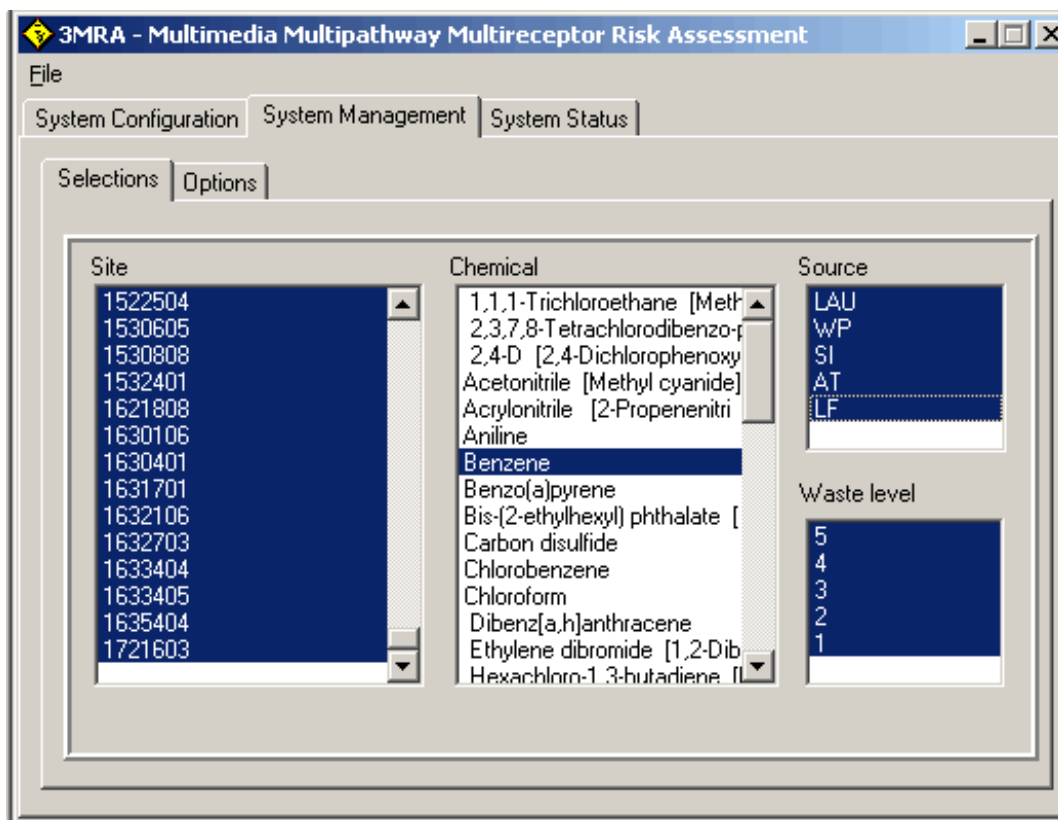 3MRA - Multimedia Multipathway Multireceptor Risk Assessment
File
System Configuration System Management System Status
Selections Options
Site
1522504
1530605
1530808
1532401
1621808
1630106
1630401
1631701
1632106
1632703
1633404
1633405
1635404
1721603
Chemical
1,1,1-Trichloroethane [Meth
2,3,7,8-Tetrachlorodibenzo-p
2,4-D [2,4-Dichlorophenoxy
Acetonitrile [Methyl cyanide]
Acrylonitrile [2-Propenenitri
Aniline
Benzene
Benzo(a)pyrene
Bis-(2-ethylhexyl) phthalate [
Carbon disulfide
Chlorobenzene
Chloroform
Dibenz[a,h]anthracene
Ethylene dibromide [1,2-Dib
Hexachloro-1,3-butadiene [
Source
LAU
WP
SI
AT
LF
Waste level
5
4
3
2
1